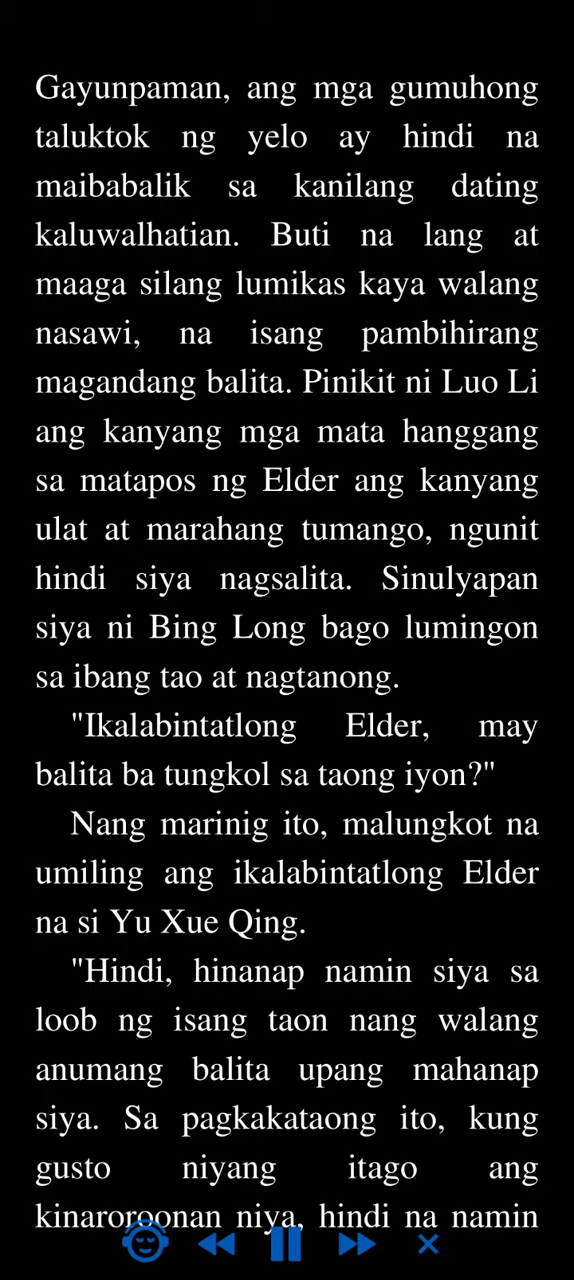 Gayunpaman, ang mga gumuhong
taluktok ng yelo ay hindi na
maibabalik sa kanilang dating
kaluwalhatian. Buti na lang at
maaga silang lumikas kaya walang
nasawi, na isang pambihirang
magandang balita. Pinikit ni Luo Li
ang kanyang mga mata hanggang
sa matapos ng Elder ang kanyang
ulat at marahang tumango, ngunit
hindi siya nagsalita. Sinulyapan
siya ni Bing Long bago lumingon
sa ibang tao at nagtanong.
"Ikalabintatlong Elder, may
balita ba tungkol sa taong iyon?"
Nang marinig ito, malungkot na
umiling ang ikalabintatlong Elder
na si Yu Xue Qing.
"Hindi, hinanap namin siya sa
loob ng isang taon nang walang
anumang balita upang mahanap
siya. Sa pagkakataong ito, kung
gusto niyang itago ang
kinaroroonan niya, hindi na namin